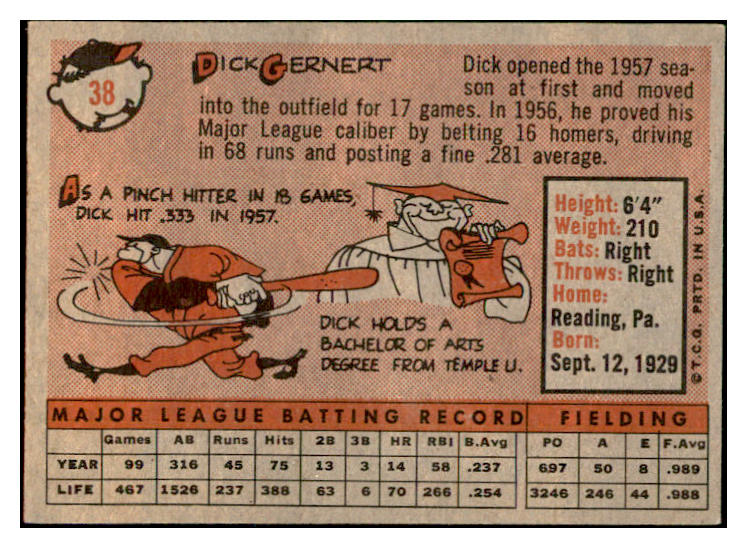 38
DICK GERNERT
Dick opened the 1957 sea-
son at first and moved
into the outfield for 17 games. In 1956, he proved his
Major League caliber by belting 16 homers, driving
in 68 runs and posting a fine .281 average.
AS A PINCH HITTER IN 18 GAMES,
DICK HIT .333 IN 1957.
DICK HOLDS A
BACHELOR OF ARTS
DEGREE FROM TEMPLE U.
Height: 6'4"
Weight: 210
Bats: Right
Throws: Right
Home:
Reading, Pa.
Born:
Sept. 12, 1929
© T.C.G. PRTD. IN U.S.A.
MAJOR LEAGUE BATTING RECORD FIELDING
Games AB Runs Hits 2B 3B HR RBI B.Avg PO A E F.Avg
YEAR 99 316 45 75 13 3 14 58 .237 697 50 8 .989
LIFE 467 1526 237 388 63 6 70 266 .254 3246 246 44 .988